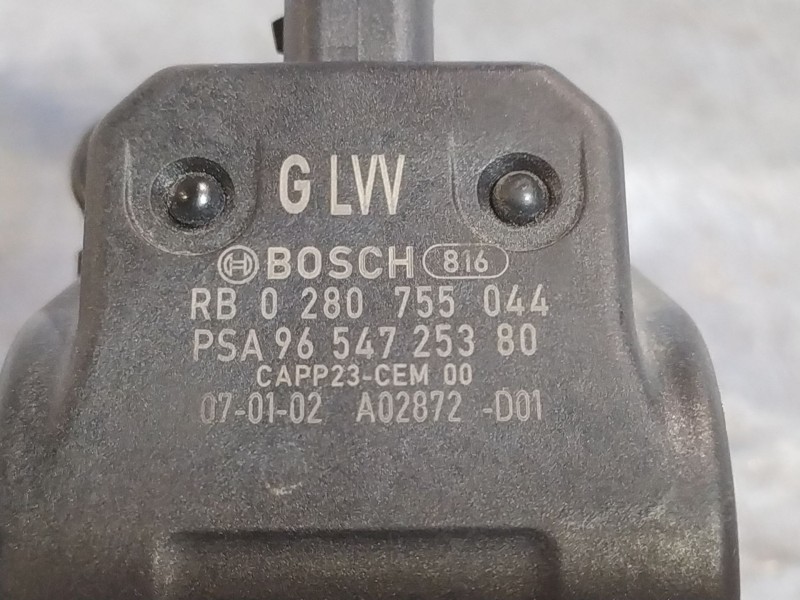 G LVV
BOSCH 816
RB 0 280 755 044
PSA 96 547 253 80
CAPP23-CEM 00
07-01-02 A02872 -D01